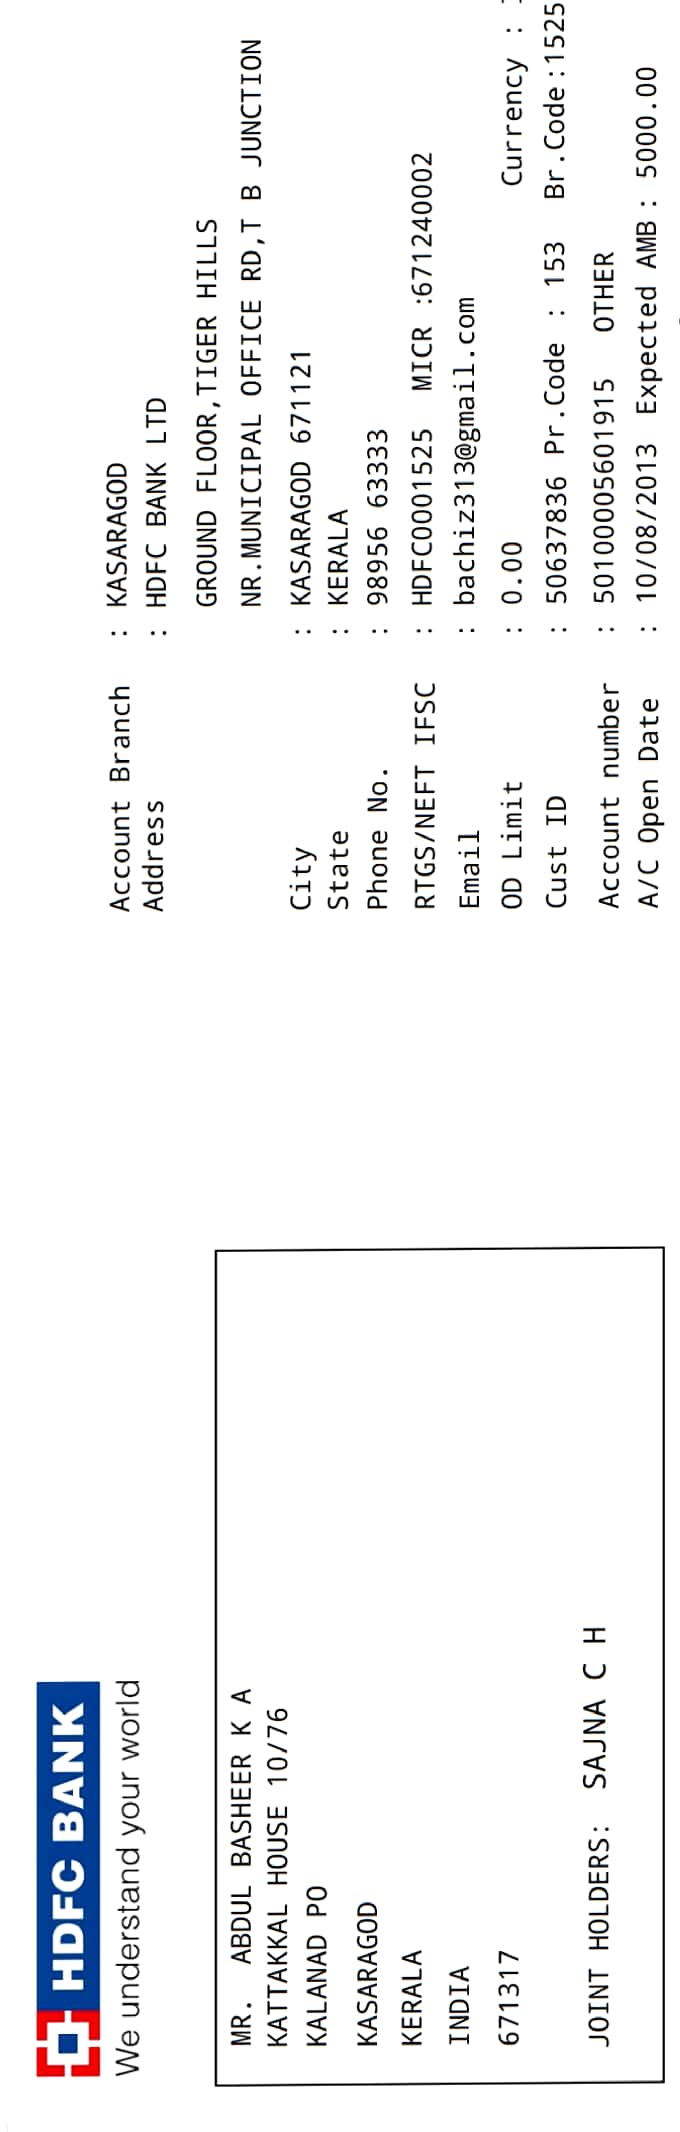 HDFC BANK
We understand your world
MR. ABDUL BASHEER K A
KATTAKKAL HOUSE 10/76
KALANAD PO
KASARAGOD
KERALA
INDIA
671317
JOINT HOLDERS: SAJNA C H
Account Branch : KASARAGOD
Address : HDFC BANK LTD
GROUND FLOOR,TIGER HILLS
NR.MUNICIPAL OFFICE RD,T B JUNCTION
City : KASARAGOD 671121
State : KERALA
Phone No. : 98956 63333
RTGS/NEFT IFSC : HDFC0001525 MICR :671240002
Email : bachiz313@gmail.com
OD Limit : 0.00 Currency :
Cust ID : 50637836 Pr.Code : 153 Br.Code:1525
Account number : 50100005601915 OTHER
A/C Open Date : 10/08/2013 Expected AMB : 5000.00